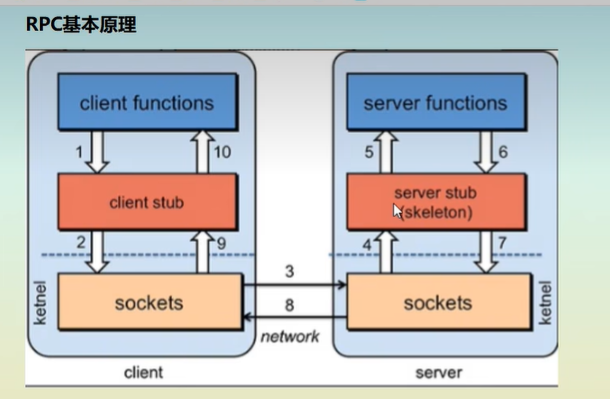 RPC基本原理
client functions
server functions
1
10
5
6
client stub
server stub
(skeleton)
2
9
4
7
3
ketnel
sockets
8
sockets
ketnel
network
client
server